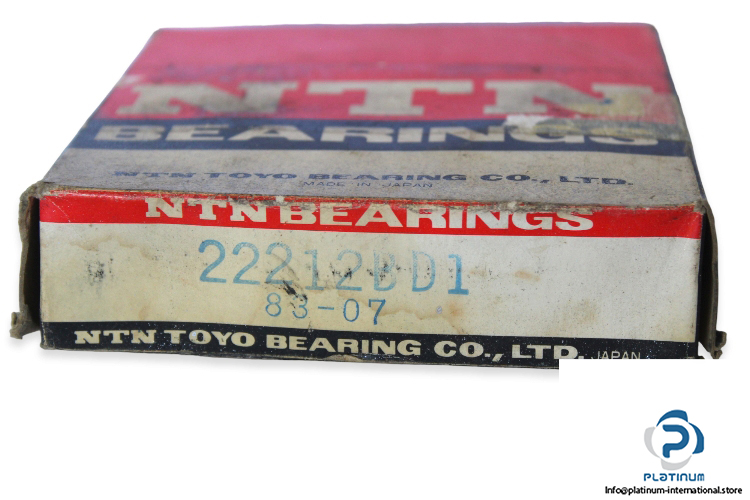 NTN
BEARINGS
NTN TOYO BEARING CO., LTD.
MADE IN JAPAN
NTN BEARINGS
22212BD1
83-07
NTN TOYO BEARING CO., LTD. JAPAN
PLATINUM
Info@platinum-international.store